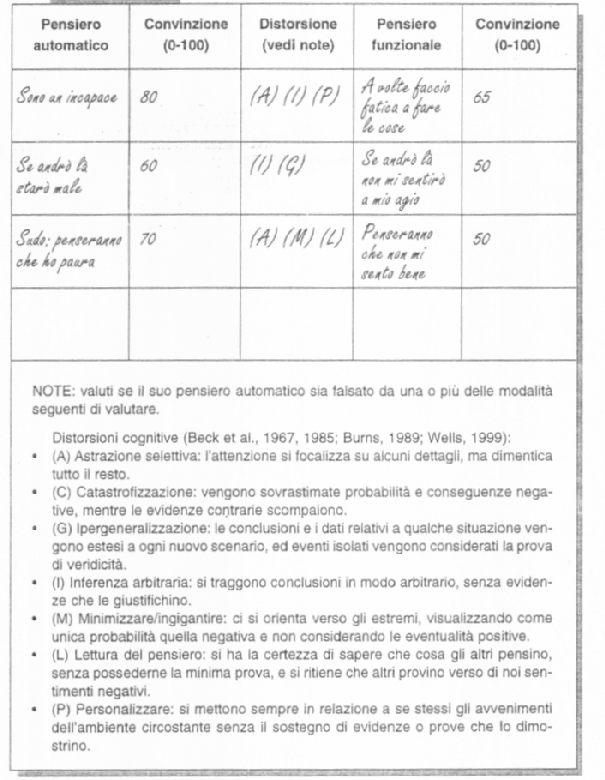 Pensiero automatico | Convinzione (0-100) | Distorsione (vedi note) | Pensiero funzionale | Convinzione (0-100)
Sono un incapace | 80 | (A) (I) (P) | A volte faccio fatica a fare le cose | 65
Se andrò là starò male | 60 | (I) (G) | Se andrò là non mi sentirò a mio agio | 50
Sudo: penseranno che ho paura | 70 | (A) (M) (L) | Penseranno che non mi sento bene | 50
NOTE: valuti se il suo pensiero automatico sia falsato da una o più delle modalità
seguenti di valutare.
Distorsioni cognitive (Beck et al., 1967, 1985; Burns, 1989; Wells, 1999):
• (A) Astrazione selettiva: l'attenzione si focalizza su alcuni dettagli, ma dimentica
tutto il resto.
• (C) Catastrofizzazione: vengono sovrastimate probabilità e conseguenze nega-
tive, mentre le evidenze contrarie scompaiono.
• (G) Ipergeneralizzazione: le conclusioni e i dati relativi a qualche situazione ven-
gono estesi a ogni nuovo scenario, ed eventi isolati vengono considerati la prova
di veridicità.
• (I) Inferenza arbitraria: si traggono conclusioni in modo arbitrario, senza eviden-
ze che le giustifichino.
• (M) Minimizzare/ingigantire: ci si orienta verso gli estremi, visualizzando come
unica probabilità quella negativa e non considerando le eventualità positive.
• (L) Lettura del pensiero: si ha la certezza di sapere che cosa gli altri pensino,
senza possederne la minima prova, e si ritiene che altri provino verso di noi sen-
timenti negativi.
• (P) Personalizzare: si mettono sempre in relazione a se stessi gli avvenimenti
dell'ambiente circostante senza il sostegno di evidenze o prove che lo dimo-
strino.